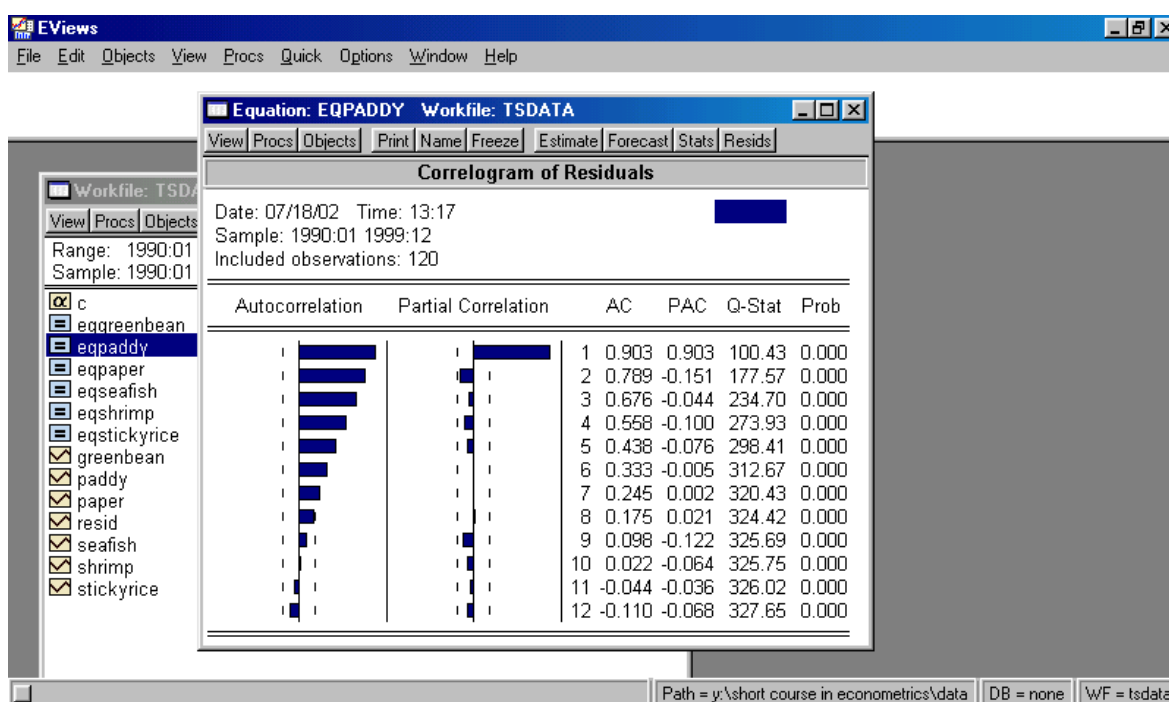 EViews
File Edit Objects View Procs Quick Options Window Help
Equation: EQPADDY Workfile: TSDATA
View Procs Objects Print Name Freeze Estimate Forecast Stats Resids
Correlogram of Residuals
Date: 07/18/02 Time: 13:17
Sample: 1990:01 1999:12
Included observations: 120
Autocorrelation Partial Correlation AC PAC Q-Stat Prob
1 0.903 0.903 100.43 0.000
2 0.789 -0.151 177.57 0.000
3 0.676 -0.044 234.70 0.000
4 0.558 -0.100 273.93 0.000
5 0.438 -0.076 298.41 0.000
6 0.333 -0.005 312.67 0.000
7 0.245 0.002 320.43 0.000
8 0.175 0.021 324.42 0.000
9 0.098 -0.122 325.69 0.000
10 0.022 -0.064 325.75 0.000
11 -0.044 -0.036 326.02 0.000
12 -0.110 -0.068 327.65 0.000
Workfile: TSDA
View Procs Objects
Range: 1990:01
Sample: 1990:01
α c
eqgreenbean
eqpaddy
eqpaper
eqseafish
eqshrimp
eqstickyrice
greenbean
paddy
paper
resid
seafish
shrimp
stickyrice
Path = y:\short course in econometrics\data DB = none WF = tsdata